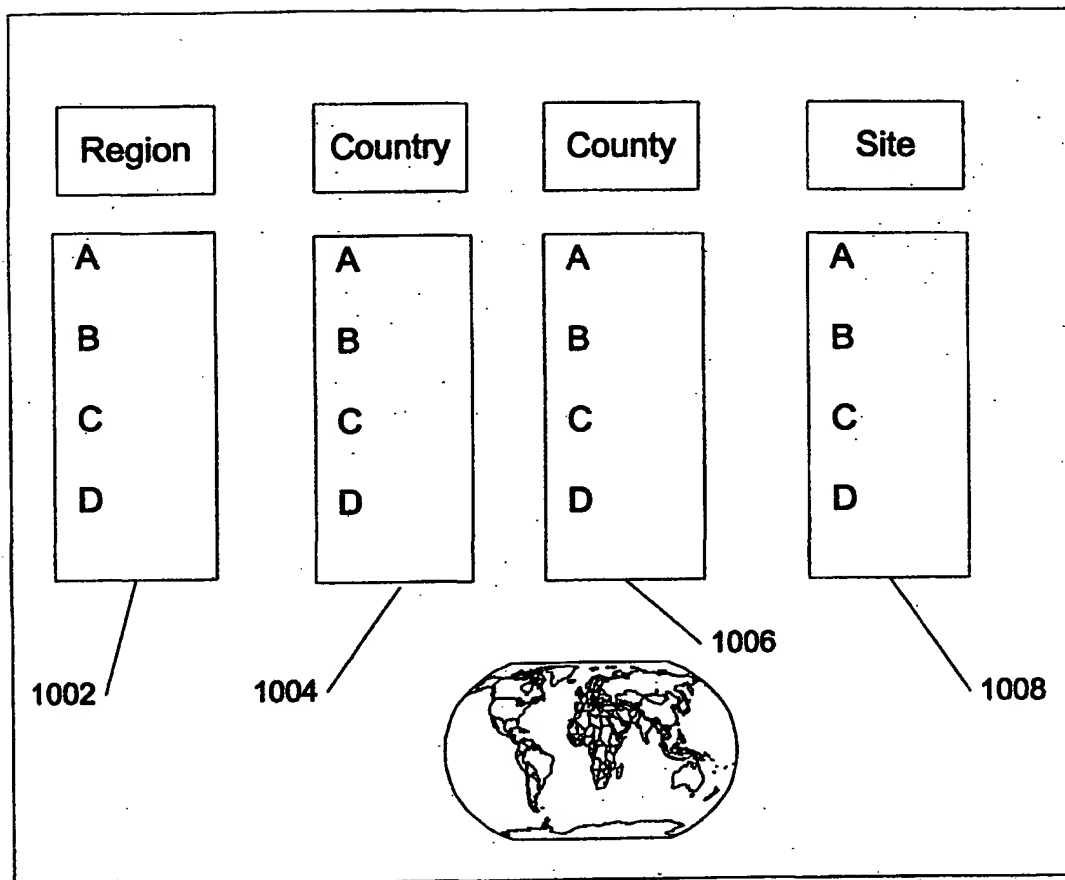 Region Country County Site
A A A A
B B B B
C C C C
D D D D
1006
1002 1004 1008